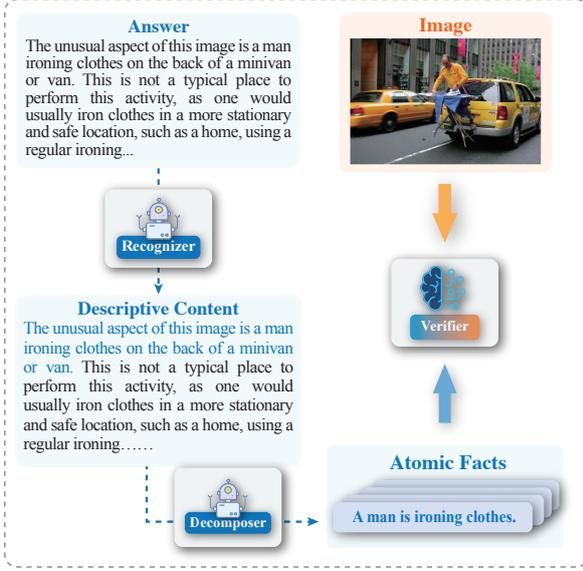 Answer
The unusual aspect of this image is a man
ironing clothes on the back of a minivan
or van. This is not a typical place to
perform this activity, as one would
usually iron clothes in a more stationary
and safe location, such as a home, using a
regular ironing...
Recognizer
Descriptive Content
The unusual aspect of this image is a man
ironing clothes on the back of a minivan
or van. This is not a typical place to
perform this activity, as one would
usually iron clothes in a more stationary
and safe location, such as a home, using a
regular ironing……
Decomposer
Image
Verifier
Atomic Facts
A man is ironing clothes.